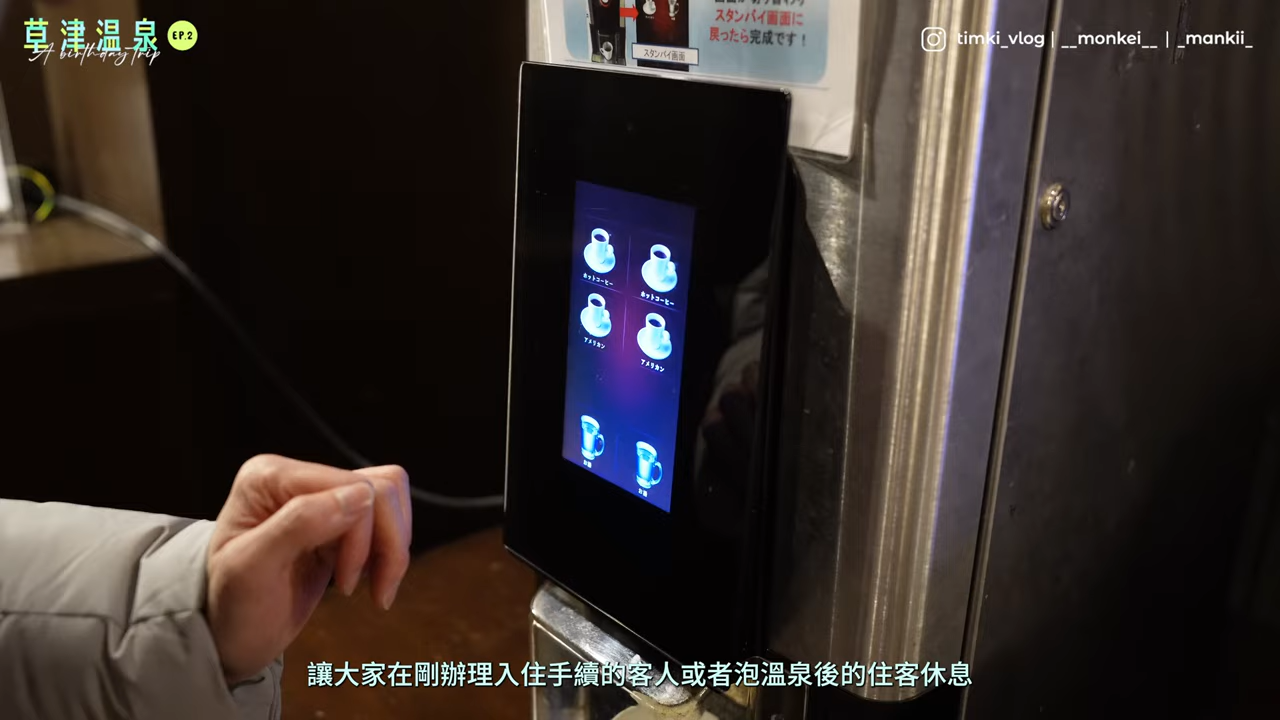 草津温泉 EP.2
A birthday trip
timki_vlog | __monkei__ | _mankii_
スタンバイ画面に
戻ったら完成です！
スタンバイ画面
ホットコーヒー
ホットコーヒー
アメリカン
アメリカン
お湯
お湯
讓大家在剛辦理入住手續的客人或者泡溫泉後的住客休息